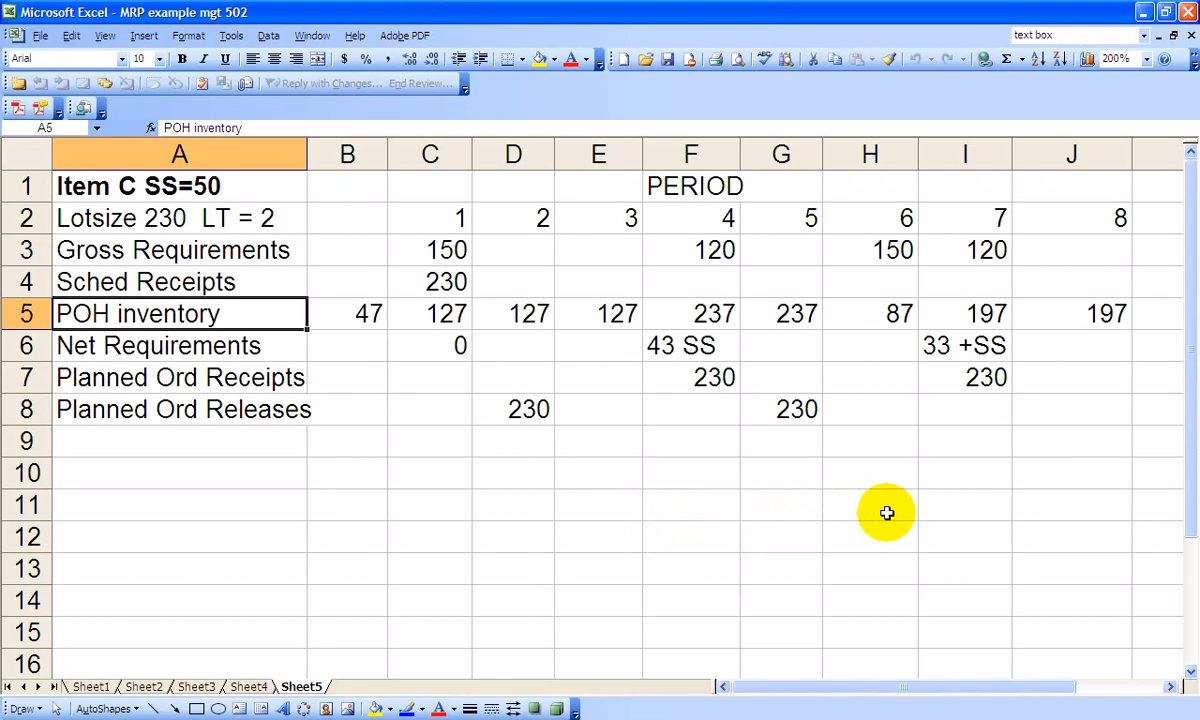 Microsoft Excel - MRP example mgt 502
File Edit View Insert Format Tools Data Window Help Adobe PDF text box
Arial 10 B I U $ % , 200%
Reply with Changes... End Review...
A5 fx POH inventory
A B C D E F G H I J
1 Item C SS=50 PERIOD
2 Lotsize 230 LT = 2 1 2 3 4 5 6 7 8
3 Gross Requirements 150 120 150 120
4 Sched Receipts 230
5 POH inventory 47 127 127 127 237 237 87 197 197
6 Net Requirements 0 43 SS 33 +SS
7 Planned Ord Receipts 230 230
8 Planned Ord Releases 230 230
9
10
11
12
13
14
15
16
Sheet1 Sheet2 Sheet3 Sheet4 Sheet5
Draw AutoShapes